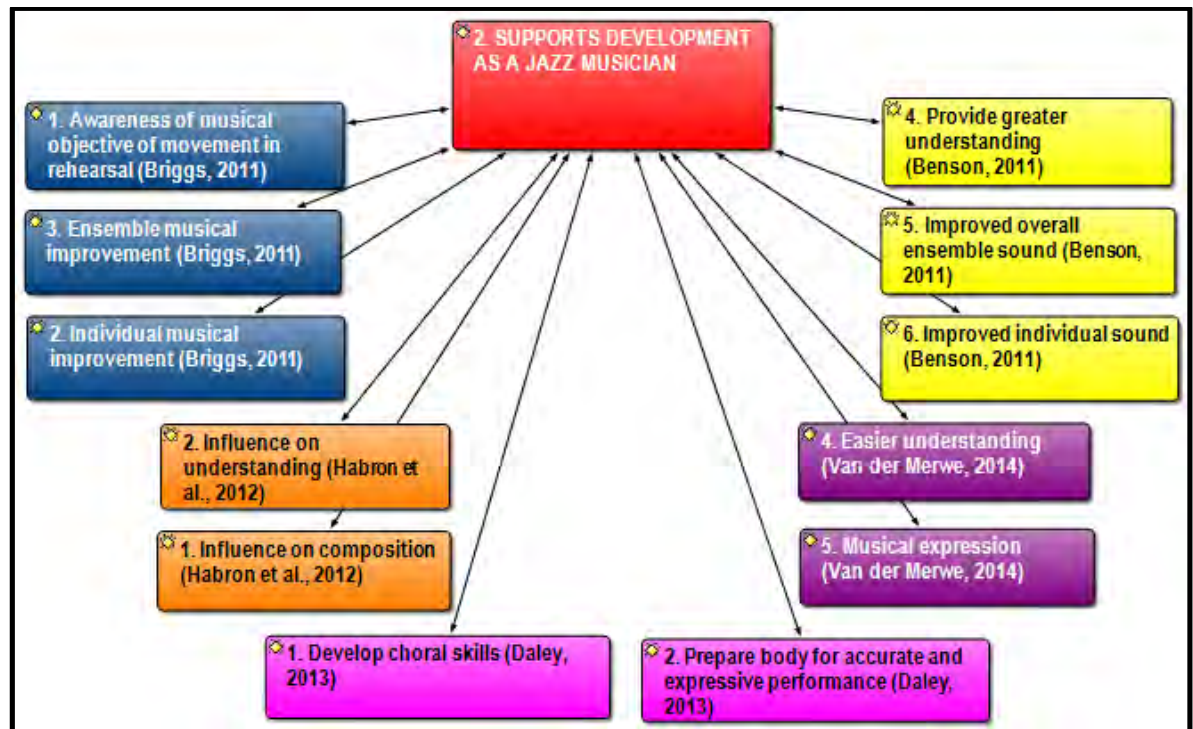 2. SUPPORTS DEVELOPMENT
AS A JAZZ MUSICIAN
1. Awareness of musical
objective of movement in
rehearsal (Briggs, 2011)
4. Provide greater
understanding
(Benson, 2011)
3. Ensemble musical
improvement (Briggs, 2011)
5. Improved overall
ensemble sound (Benson,
2011)
2. Individual musical
improvement (Briggs, 2011)
6. Improved individual sound
(Benson, 2011)
2. Influence on
understanding (Habron et
al., 2012)
4. Easier understanding
(Van der Merwe, 2014)
1. Influence on composition
(Habron et al., 2012)
5. Musical expression
(Van der Merwe, 2014)
1. Develop choral skills (Daley,
2013)
2. Prepare body for accurate and
expressive performance (Daley,
2013)